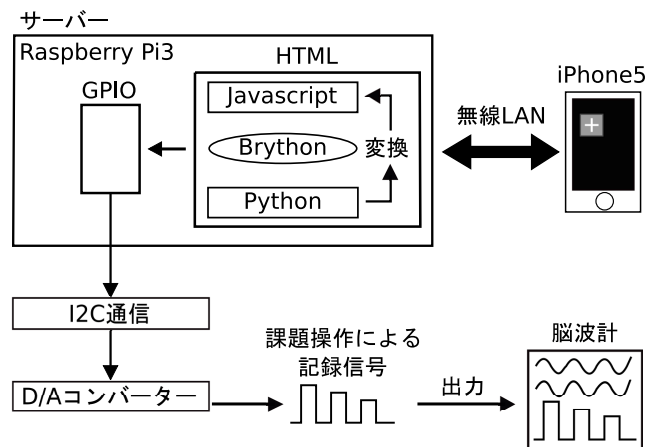 サーバー
Raspberry Pi3
HTML
GPIO
Javascript
Brython
変換
Python
無線LAN
iPhone5
I2C通信
D/Aコンバーター
課題操作による
記録信号
出力
脳波計